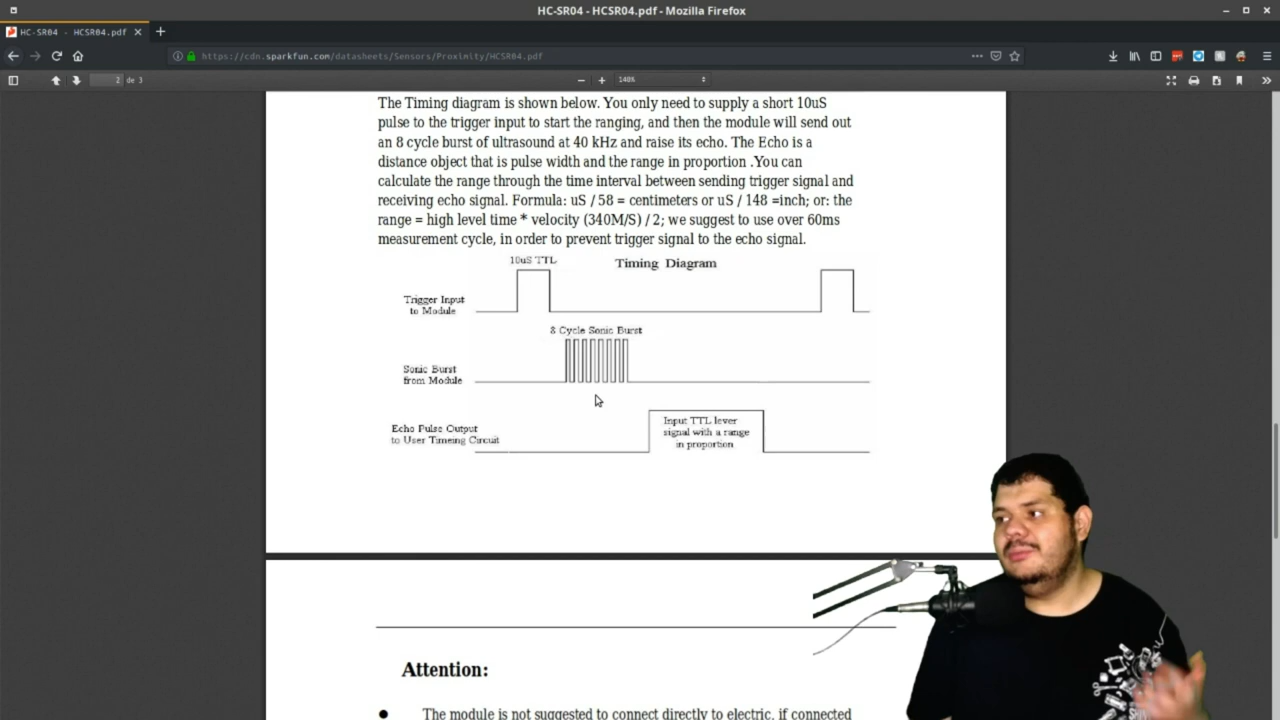 HC-SR04 - HCSR04.pdf - Mozilla Firefox
HC-SR04 - HCSR04.pdf
https://cdn.sparkfun.com/datasheets/Sensors/Proximity/HCSR04.pdf
2 de 3
140%
The Timing diagram is shown below. You only need to supply a short 10uS
pulse to the trigger input to start the ranging, and then the module will send out
an 8 cycle burst of ultrasound at 40 kHz and raise its echo. The Echo is a
distance object that is pulse width and the range in proportion .You can
calculate the range through the time interval between sending trigger signal and
receiving echo signal. Formula: uS / 58 = centimeters or uS / 148 =inch; or: the
range = high level time * velocity (340M/S) / 2; we suggest to use over 60ms
measurement cycle, in order to prevent trigger signal to the echo signal.
10uS TTL
Timing Diagram
Trigger Input
to Module
8 Cycle Sonic Burst
Sonic Burst
from Module
Echo Pulse Output
to User Timeing Circuit
Input TTL lever
signal with a range
in proportion
Attention:
The module is not suggested to connect directly to electric, if connected